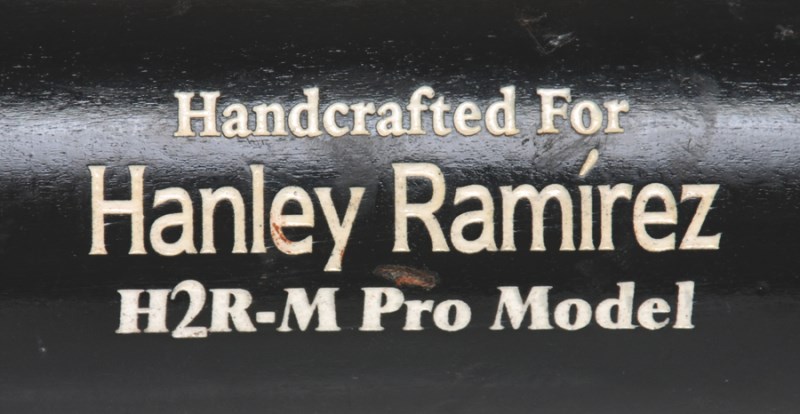 Handcrafted For
Hanley Ramírez
H2R-M Pro Model